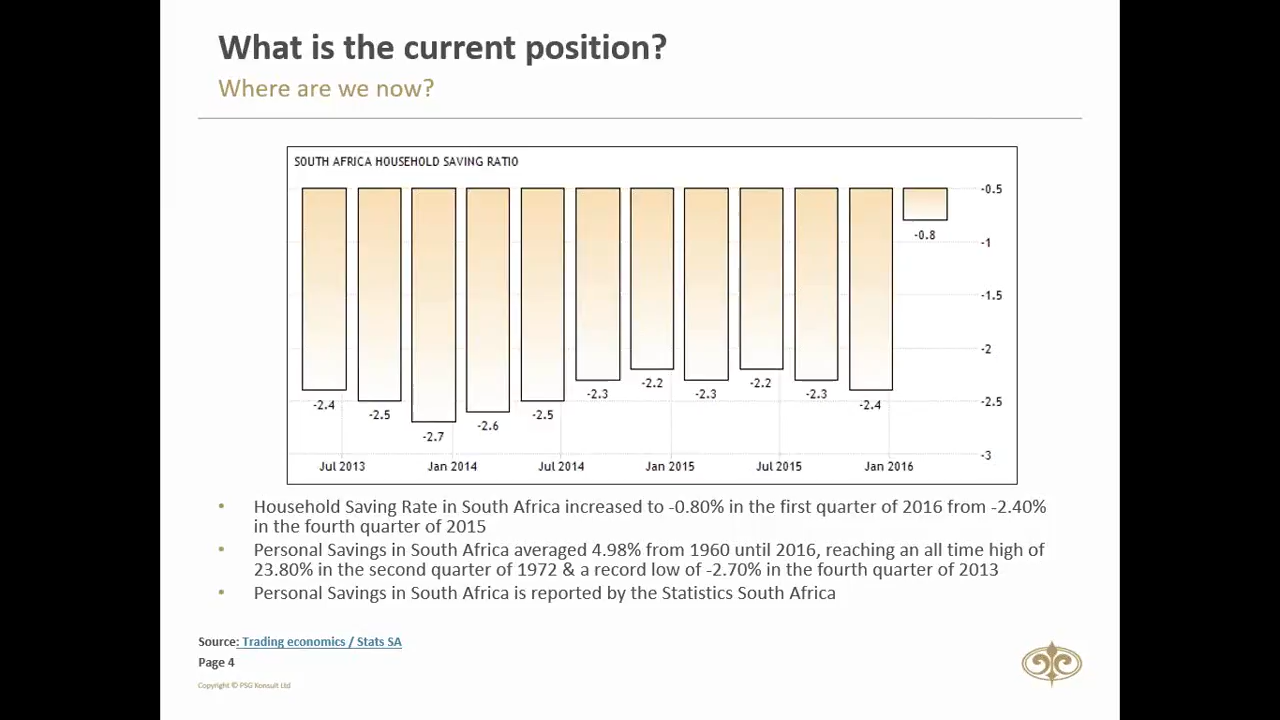 What is the current position?
Where are we now?
SOUTH AFRICA HOUSEHOLD SAVING RATIO
-0.5
-1
-1.5
-2
-2.5
-3
-2.4
-2.5
-2.7
-2.6
-2.5
-2.3
-2.2
-2.3
-2.2
-2.3
-2.4
-0.8
Jul 2013
Jan 2014
Jul 2014
Jan 2015
Jul 2015
Jan 2016
• Household Saving Rate in South Africa increased to -0.80% in the first quarter of 2016 from -2.40%
in the fourth quarter of 2015
• Personal Savings in South Africa averaged 4.98% from 1960 until 2016, reaching an all time high of
23.80% in the second quarter of 1972 & a record low of -2.70% in the fourth quarter of 2013
• Personal Savings in South Africa is reported by the Statistics South Africa
Source: Trading economics / Stats SA
Page 4
Copyright © PSG Konsult Ltd